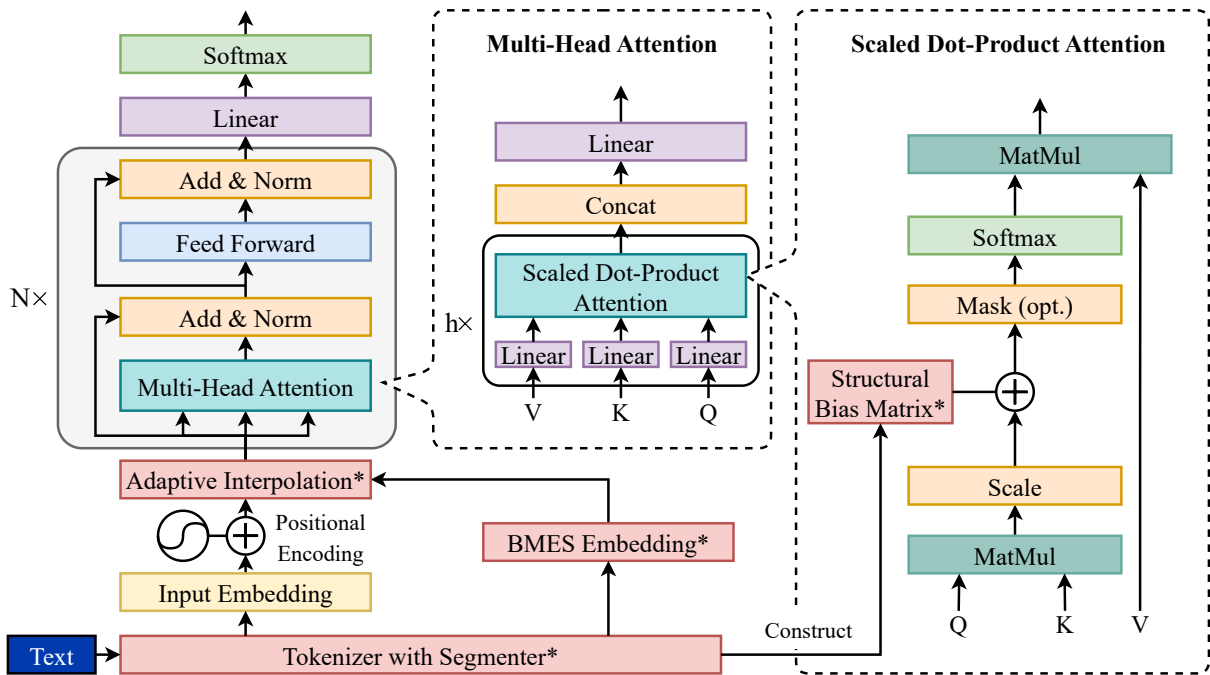 Softmax
Linear
Add & Norm
Feed Forward
N×
Add & Norm
Multi-Head Attention
Adaptive Interpolation*
Positional
Encoding
Input Embedding
Text
Tokenizer with Segmenter*
BMES Embedding*
Construct
Multi-Head Attention
Linear
Concat
Scaled Dot-Product
Attention
h×
Linear
Linear
Linear
V
K
Q
Scaled Dot-Product Attention
MatMul
Softmax
Mask (opt.)
Structural
Bias Matrix*
Scale
MatMul
Q
K
V